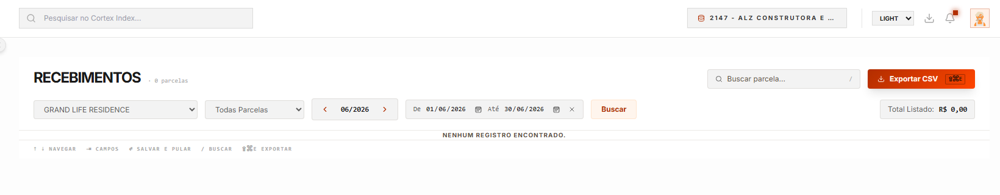 Pesquisar no Cortex Index...
2147 - ALZ CONSTRUTORA E ...
LIGHT
RECEBIMENTOS · 0 parcelas
Buscar parcela... /
Exportar CSV ⇧⌘E
GRAND LIFE RESIDENCE
Todas Parcelas
06/2026
De 01/06/2026 Até 30/06/2026
Buscar
Total Listado: R$ 0,00
NENHUM REGISTRO ENCONTRADO.
↑ ↓ NAVEGAR ⇥ CAMPOS ↲ SALVAR E PULAR / BUSCAR ⇧⌘E EXPORTAR